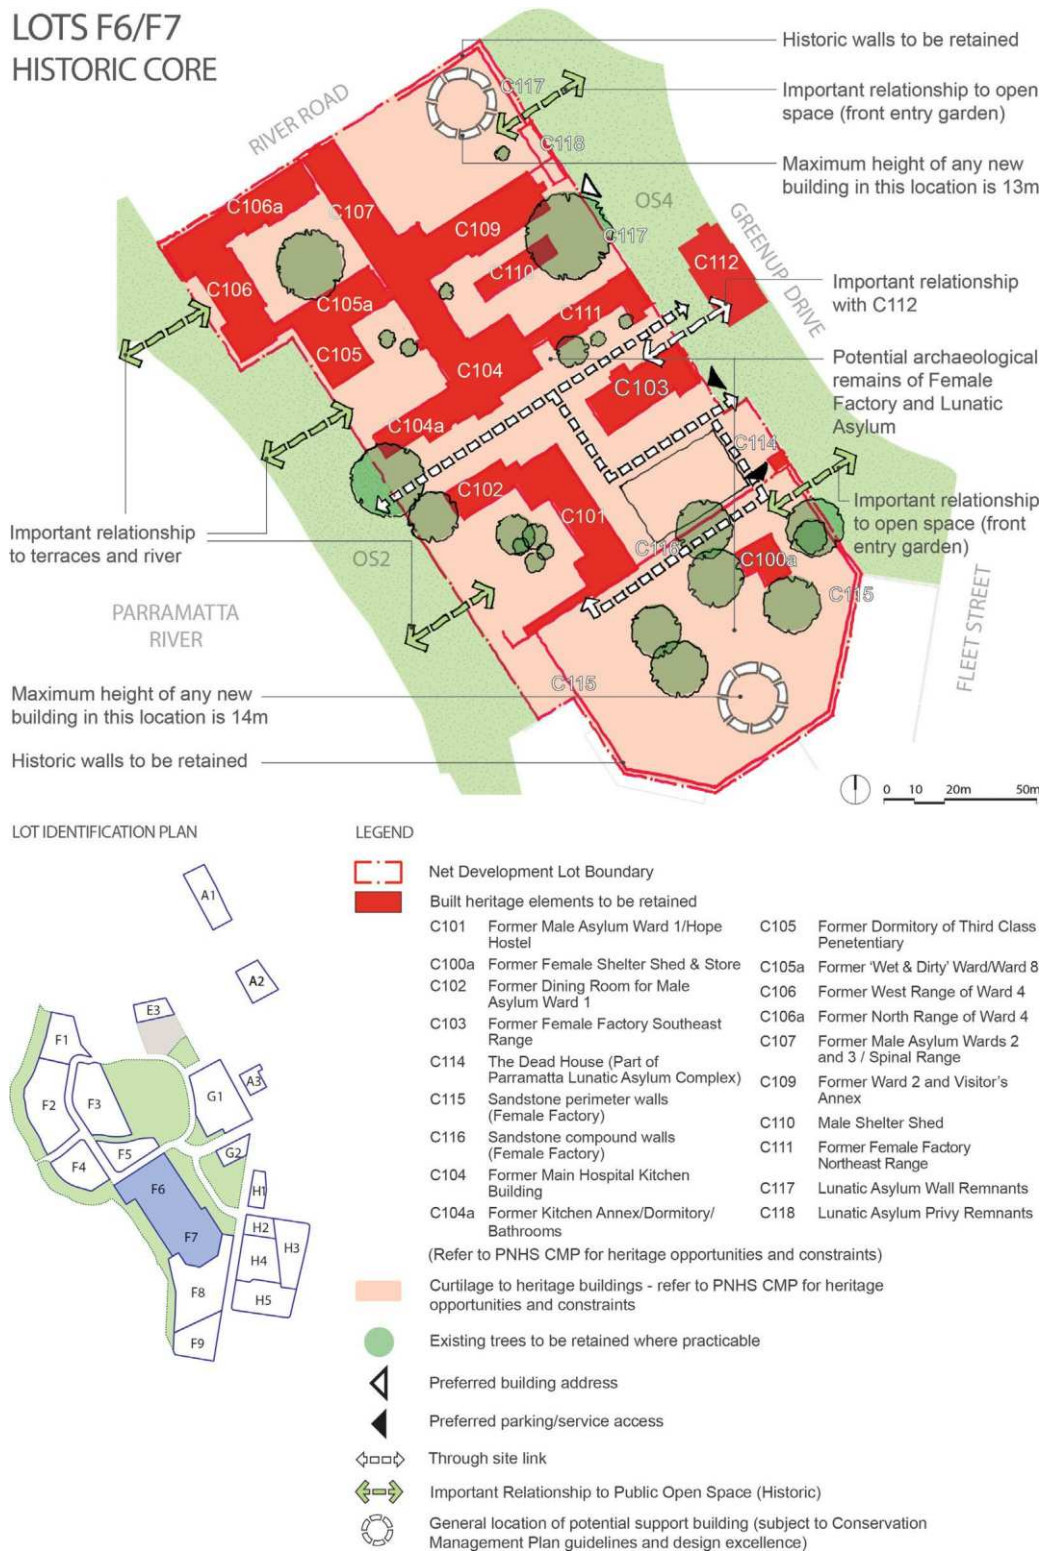 LOTS F6/F7
HISTORIC CORE
RIVER ROAD
Historic walls to be retained
Important relationship to open
space (front entry garden)
Maximum height of any new
building in this location is 13m
C117
C118
C106a
C107
C109
OS4
C117
GREENUP DRIVE
C112
C110
C106
C105a
C111
Important relationship
with C112
C105
C104
C103
Potential archaeological
remains of Female
Factory and Lunatic
Asylum
C104a
C114
C102
C101
C116
C100a
Important relationship
to open space (front
entry garden)
Important relationship
to terraces and river
OS2
C115
PARRAMATTA
RIVER
FLEET STREET
Maximum height of any new
building in this location is 14m
C115
Historic walls to be retained
0 10 20m 50m
LOT IDENTIFICATION PLAN
A1
A2
E3
F1
A3
F2
F3
G1
F4
F5
G2
F6
H1
F7
H2
H3
H4
F8
H5
F9
LEGEND
Net Development Lot Boundary
Built heritage elements to be retained
C101 Former Male Asylum Ward 1/Hope
Hostel
C100a Former Female Shelter Shed & Store
C102 Former Dining Room for Male
Asylum Ward 1
C103 Former Female Factory Southeast
Range
C114 The Dead House (Part of
Parramatta Lunatic Asylum Complex)
C115 Sandstone perimeter walls
(Female Factory)
C116 Sandstone compound walls
(Female Factory)
C104 Former Main Hospital Kitchen
Building
C104a Former Kitchen Annex/Dormitory/
Bathrooms
C105 Former Dormitory of Third Class
Penetentiary
C105a Former ‘Wet & Dirty’ Ward/Ward 8
C106 Former West Range of Ward 4
C106a Former North Range of Ward 4
C107 Former Male Asylum Wards 2
and 3 / Spinal Range
C109 Former Ward 2 and Visitor’s
Annex
C110 Male Shelter Shed
C111 Former Female Factory
Northeast Range
C117 Lunatic Asylum Wall Remnants
C118 Lunatic Asylum Privy Remnants
(Refer to PNHS CMP for heritage opportunities and constraints)
Curtilage to heritage buildings - refer to PNHS CMP for heritage
opportunities and constraints
Existing trees to be retained where practicable
Preferred building address
Preferred parking/service access
Through site link
Important Relationship to Public Open Space (Historic)
General location of potential support building (subject to Conservation
Management Plan guidelines and design excellence)